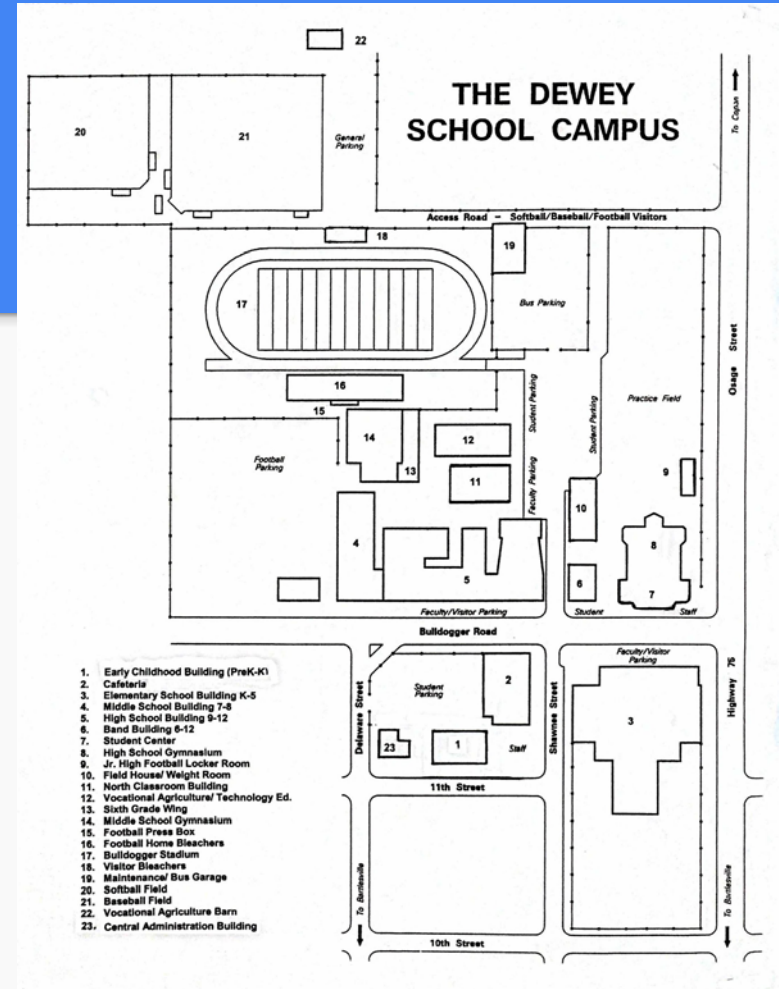 22
THE DEWEY
SCHOOL CAMPUS
To Copan
20
21
General
Parking
Access Road - Softball/Baseball/Football Visitors
18
19
17
Bus Parking
Osage Street
16
15
Student Parking
Student Parking
Practice Field
14
12
Football
Parking
13
11
Faculty Parking
9
10
4
8
5
6
7
Faculty/Visitor Parking
Student
Staff
Bulldogger Road
Faculty/Visitor
Parking
Highway 75
1. Early Childhood Building (PreK-K)
2. Cafeteria
3. Elementary School Building K-5
4. Middle School Building 7-8
5. High School Building 9-12
6. Band Building 6-12
7. Student Center
8. High School Gymnasium
9. Jr. High Football Locker Room
10. Field House/ Weight Room
11. North Classroom Building
12. Vocational Agriculture/ Technology Ed.
13. Sixth Grade Wing
14. Middle School Gymnasium
15. Football Press Box
16. Football Home Bleachers
17. Bulldogger Stadium
18. Visitor Bleachers
19. Maintenance/ Bus Garage
20. Softball Field
21. Baseball Field
22. Vocational Agriculture Barn
23. Central Administration Building
Delaware Street
Student
Parking
2
Shawnee Street
3
23
1
Staff
11th Street
To Bartlesville
To Bartlesville
10th Street